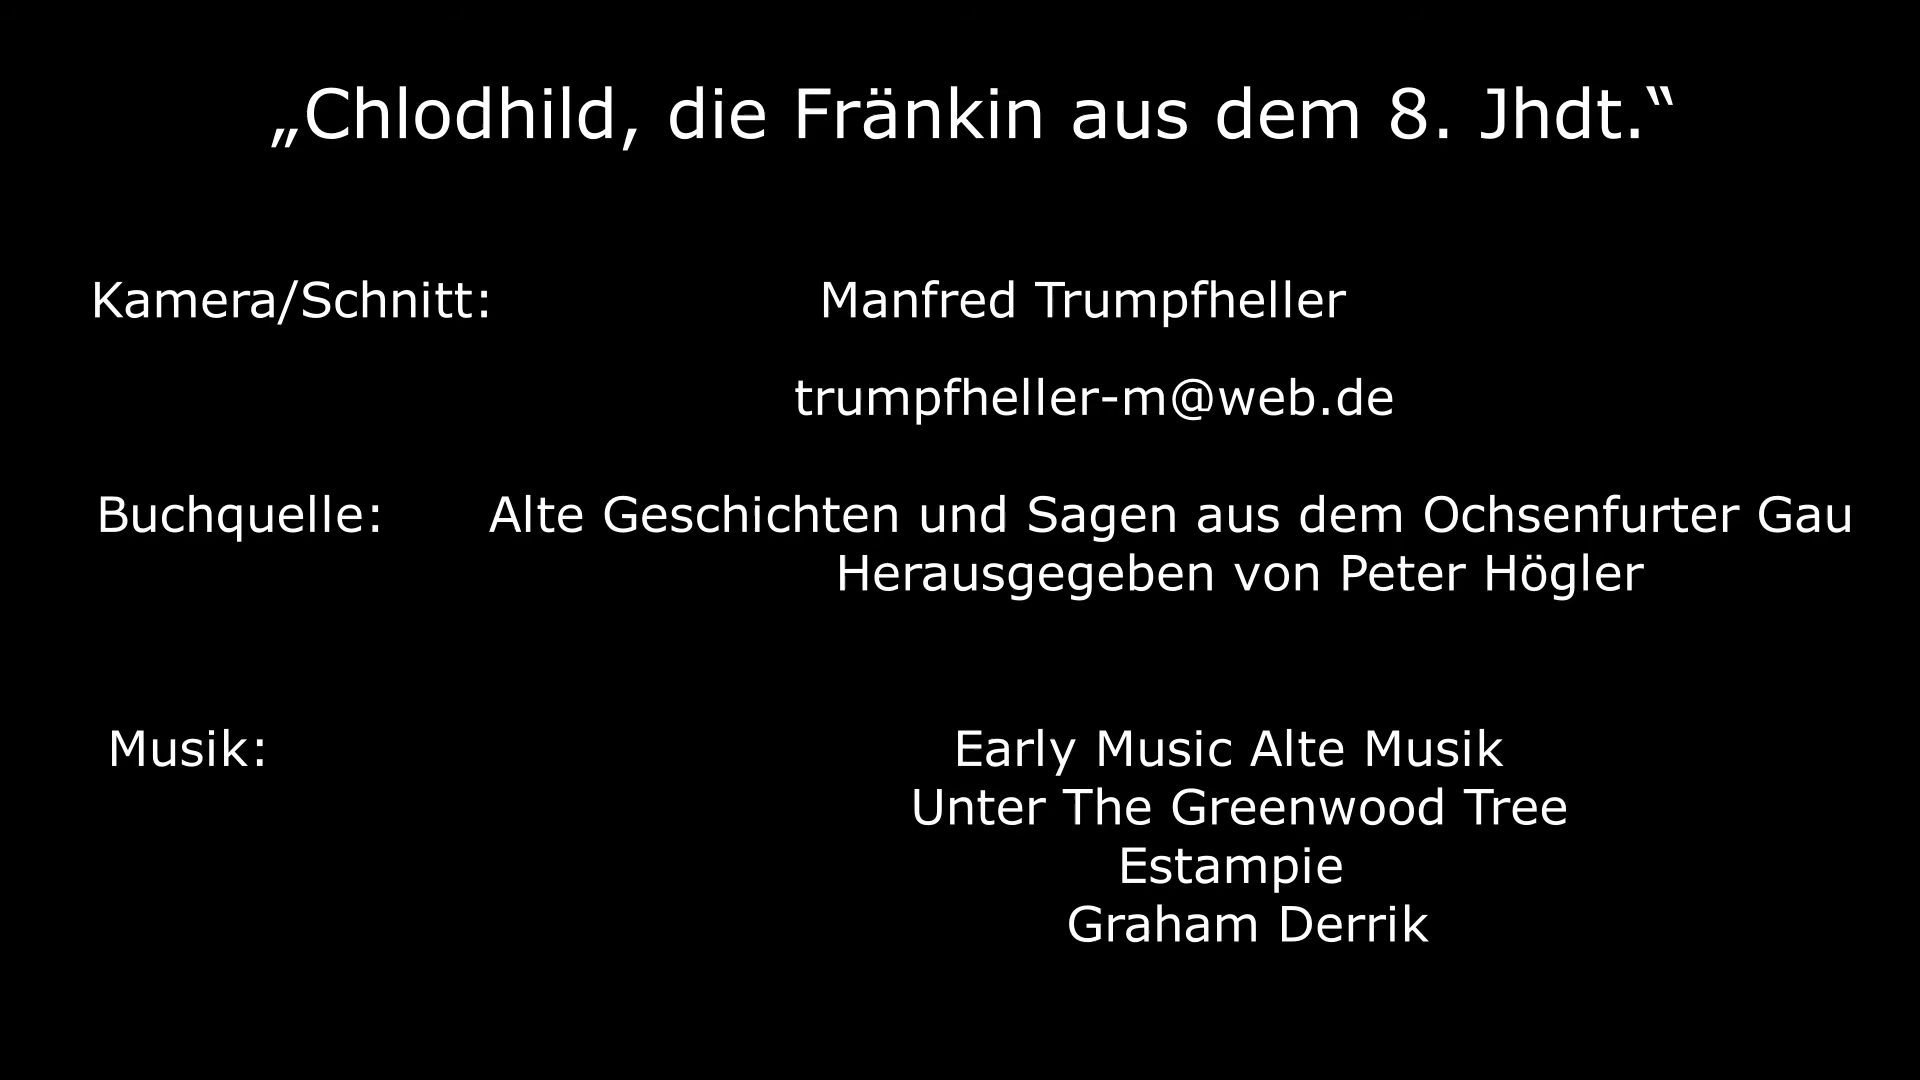 „Chlodhild, die Fränkin aus dem 8. Jhdt.“
Kamera/Schnitt: Manfred Trumpfheller
trumpfheller-m@web.de
Buchquelle: Alte Geschichten und Sagen aus dem Ochsenfurter Gau
Herausgegeben von Peter Högler
Musik: Early Music Alte Musik
Unter The Greenwood Tree
Estampie
Graham Derrik